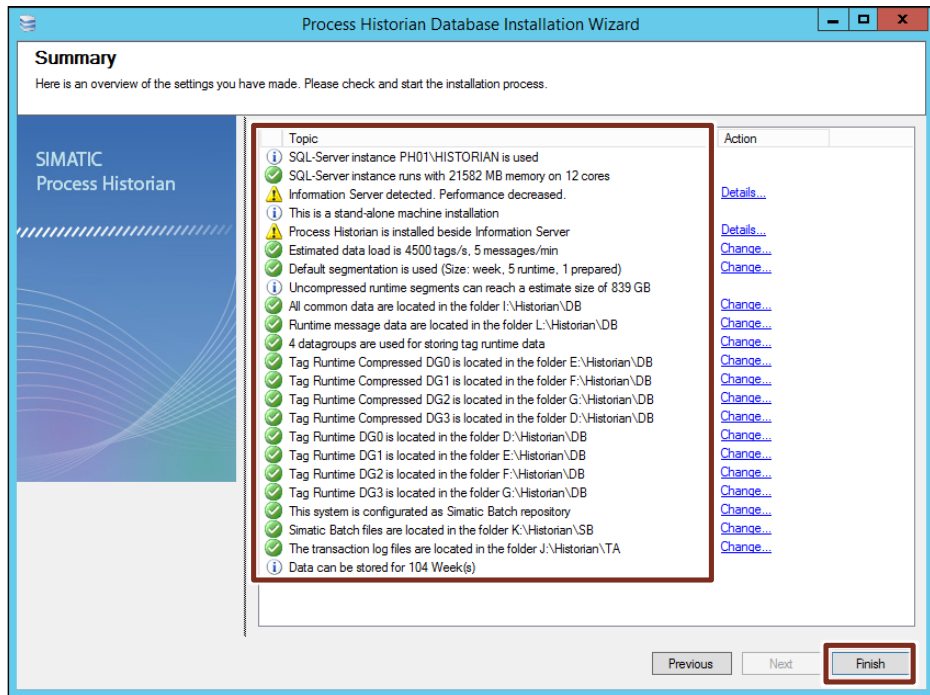 Process Historian Database Installation Wizard
Summary
Here is an overview of the settings you have made. Please check and start the installation process.
SIMATIC
Process Historian
Topic Action
SQL-Server instance PH01\HISTORIAN is used
SQL-Server instance runs with 21582 MB memory on 12 cores
Information Server detected. Performance decreased. Details...
This is a stand-alone machine installation
Process Historian is installed beside Information Server Details...
Estimated data load is 4500 tags/s, 5 messages/min Change...
Default segmentation is used (Size: week, 5 runtime, 1 prepared) Change...
Uncompressed runtime segments can reach a estimate size of 839 GB
All common data are located in the folder I:\Historian\DB Change...
Runtime message data are located in the folder L:\Historian\DB Change...
4 datagroups are used for storing tag runtime data Change...
Tag Runtime Compressed DG0 is located in the folder E:\Historian\DB Change...
Tag Runtime Compressed DG1 is located in the folder F:\Historian\DB Change...
Tag Runtime Compressed DG2 is located in the folder G:\Historian\DB Change...
Tag Runtime Compressed DG3 is located in the folder D:\Historian\DB Change...
Tag Runtime DG0 is located in the folder D:\Historian\DB Change...
Tag Runtime DG1 is located in the folder E:\Historian\DB Change...
Tag Runtime DG2 is located in the folder F:\Historian\DB Change...
Tag Runtime DG3 is located in the folder G:\Historian\DB Change...
This system is configurated as Simatic Batch repository Change...
Simatic Batch files are located in the folder K:\Historian\SB Change...
The transaction log files are located in the folder J:\Historian\TA Change...
Data can be stored for 104 Week(s)
Previous Next Finish